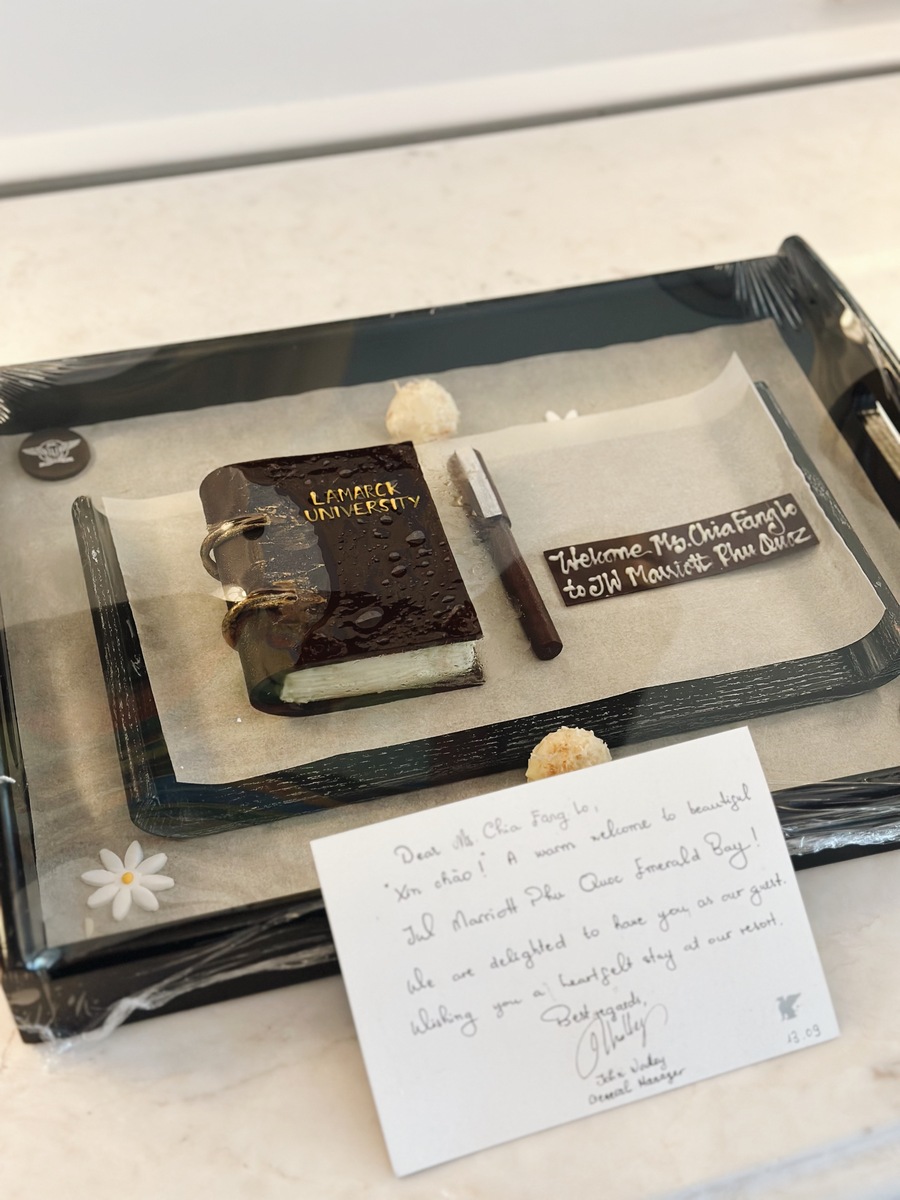 LAMARCK
UNIVERSITY
Welcome Ms. Chia Fang Lo
to JW Marriott Phu Quoc
Dear Ms. Chia Fang Lo,
"Xin chào!" A warm welcome to beautiful
JW Marriott Phu Quoc Emerald Bay!
We are delighted to have you as our guest.
Wishing you a heartfelt stay at our resort.
Best regards,
John
General Manager
13.09